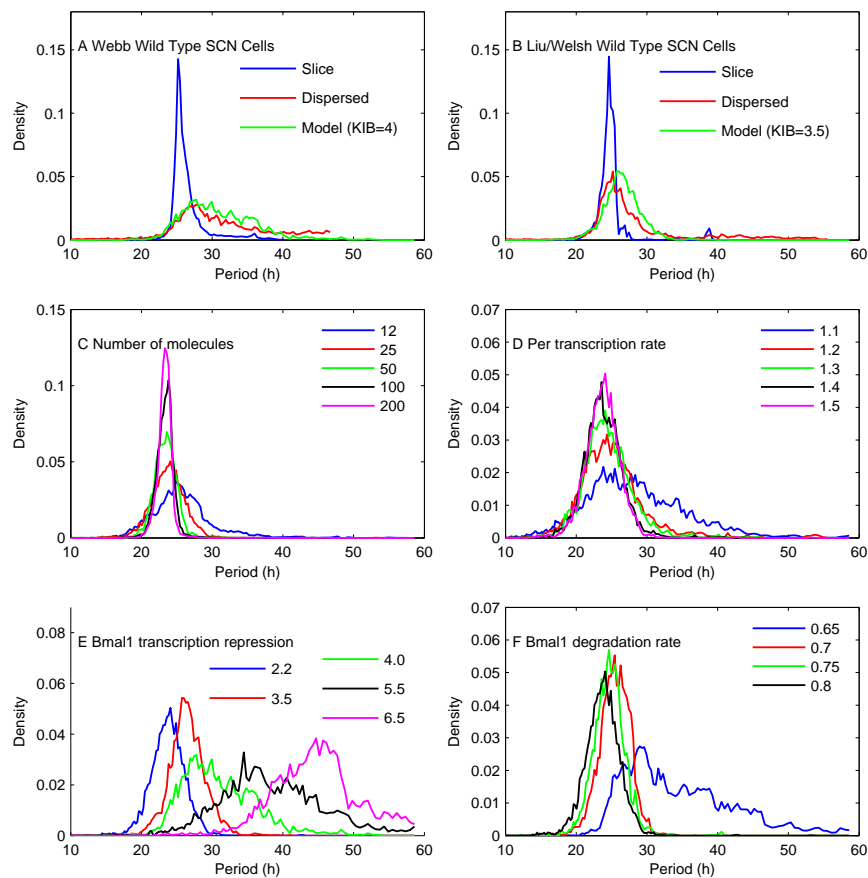 A Webb Wild Type SCN Cells
Slice
Dispersed
Model (KIB=4)
Density
0.15
0.1
0.05
0
10 20 30 40 50 60
Period (h)
B Liu/Welsh Wild Type SCN Cells
Slice
Dispersed
Model (KIB=3.5)
Density
0.15
0.1
0.05
0
10 20 30 40 50 60
Period (h)
C Number of molecules
12
25
50
100
200
Density
0.15
0.1
0.05
0
10 20 30 40 50 60
Period (h)
D Per transcription rate
1.1
1.2
1.3
1.4
1.5
Density
0.07
0.06
0.05
0.04
0.03
0.02
0.01
0
10 20 30 40 50 60
Period (h)
E Bmal1 transcription repression
2.2
3.5
4.0
5.5
6.5
Density
0.08
0.06
0.04
0.02
0
10 20 30 40 50 60
Period (h)
F Bmal1 degradation rate
0.65
0.7
0.75
0.8
Density
0.07
0.06
0.05
0.04
0.03
0.02
0.01
0
10 20 30 40 50 60
Period (h)